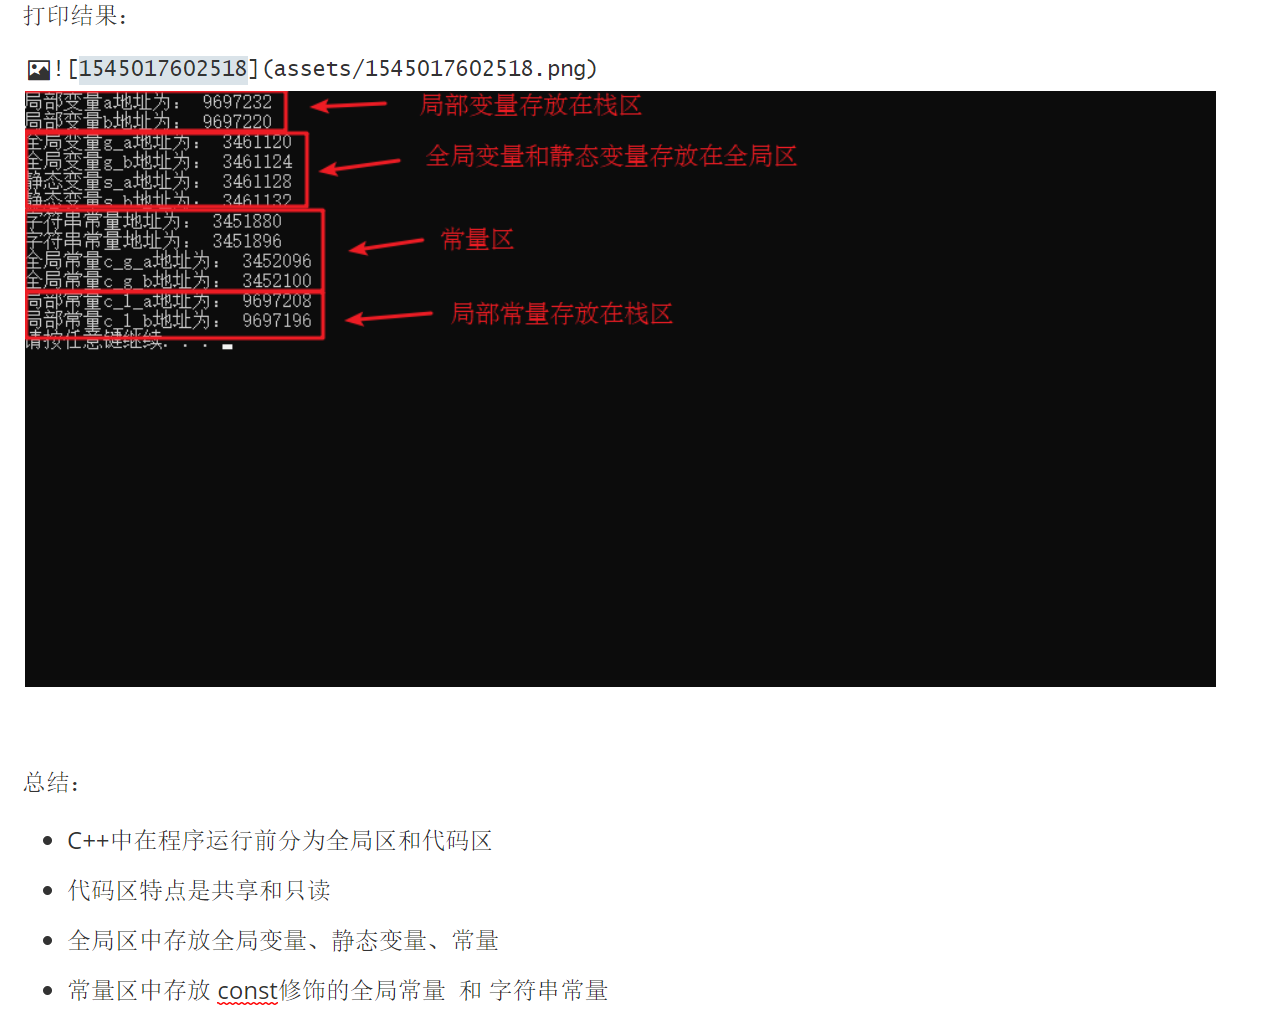 打印结果：
![1545017602518](assets/1545017602518.png)
局部变量a地址为： 9697232
局部变量b地址为： 9697220
局部变量存放在栈区
全局变量g_a地址为： 3461120
全局变量g_b地址为： 3461124
静态变量s_a地址为： 3461128
静态变量s_b地址为： 3461132
全局变量和静态变量存放在全局区
字符串常量地址为： 3451880
字符串常量地址为： 3451896
全局常量c_g_a地址为： 3452096
全局常量c_g_b地址为： 3452100
常量区
局部常量c_l_a地址为： 9697208
局部常量c_l_b地址为： 9697196
局部常量存放在栈区
请按任意键继续. . .
总结：
C++中在程序运行前分为全局区和代码区
代码区特点是共享和只读
全局区中存放全局变量、静态变量、常量
常量区中存放 const修饰的全局常量 和 字符串常量